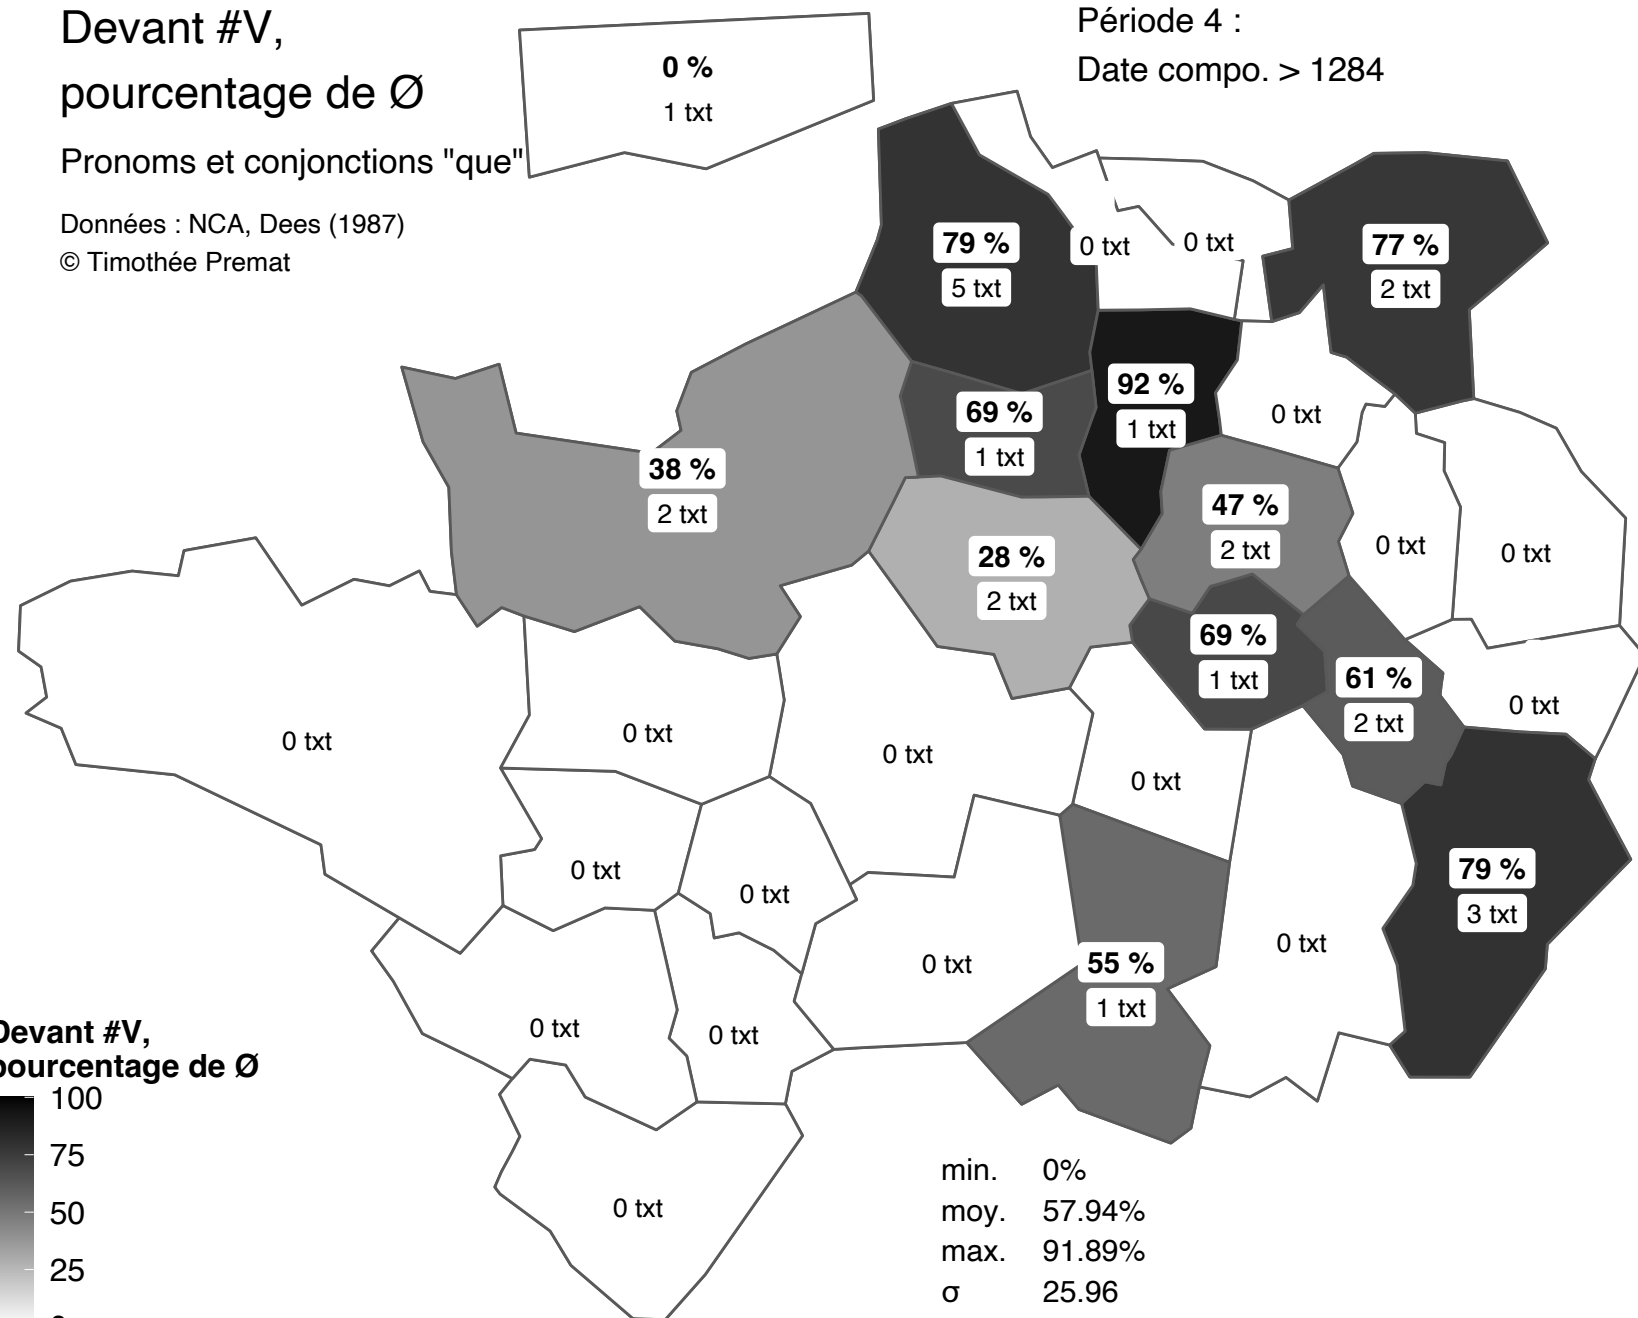 Devant #V,
pourcentage de Ø
Pronoms et conjonctions "que"
Données : NCA, Dees (1987)
© Timothée Premat
Période 4 :
Date compo. > 1284
0 %
1 txt
79 %
5 txt
0 txt
0 txt
77 %
2 txt
92 %
1 txt
69 %
1 txt
0 txt
38 %
2 txt
47 %
2 txt
28 %
2 txt
0 txt
0 txt
69 %
1 txt
61 %
2 txt
0 txt
0 txt
0 txt
0 txt
0 txt
0 txt
0 txt
79 %
3 txt
0 txt
55 %
1 txt
0 txt
0 txt
0 txt
0 txt
Devant #V,
pourcentage de Ø
100
75
50
25
min. 0%
moy. 57.94%
max. 91.89%
σ 25.96